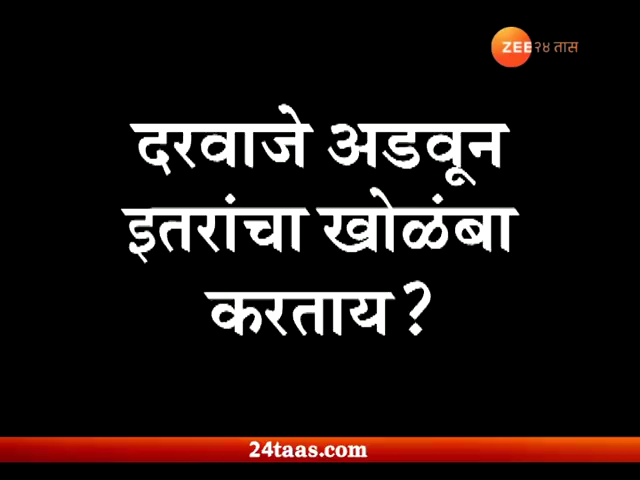 ZEE २४ तास
दरवाजे अडवून
इतरांचा खोळंबा
करताय ?
24taas.com